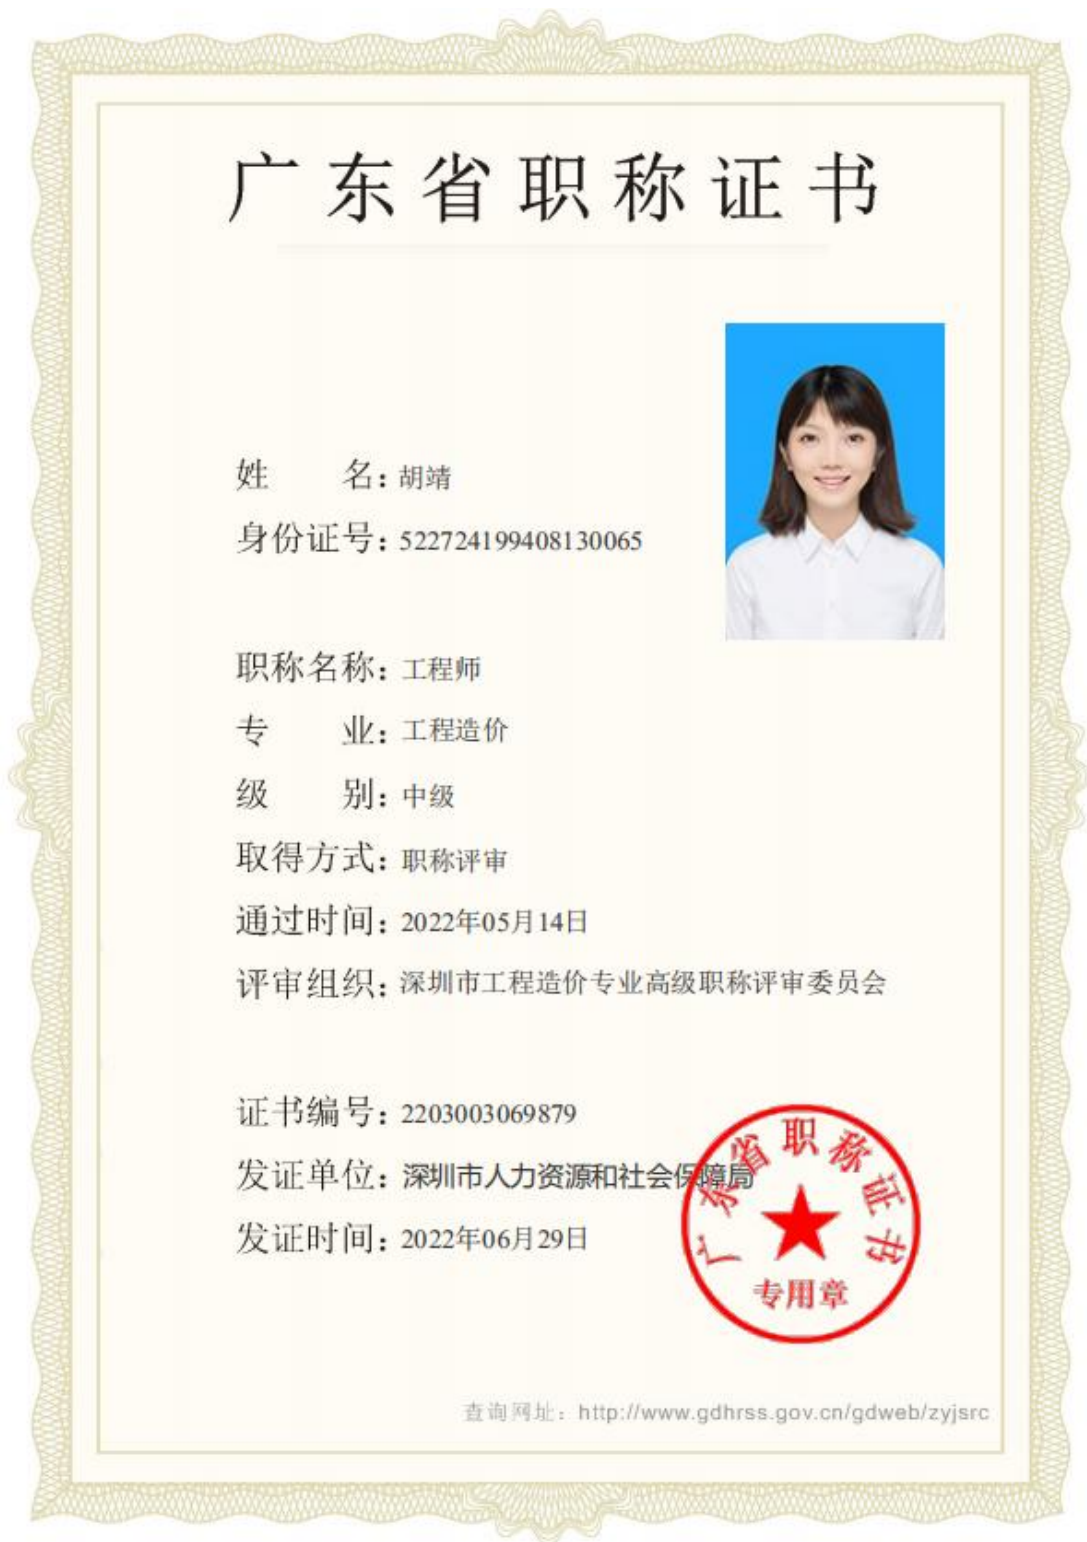 广东省职称证书
姓 名：胡靖
身份证号：522724199408130065
职称名称：工程师
专 业：工程造价
级 别：中级
取得方式：职称评审
通过时间：2022年05月14日
评审组织：深圳市工程造价专业高级职称评审委员会
证书编号：2203003069879
发证单位：深圳市人力资源和社会保障局
发证时间：2022年06月29日
广东省职称证书
专用章
查询网址：http://www.gdhrss.gov.cn/gdweb/zyjsrc